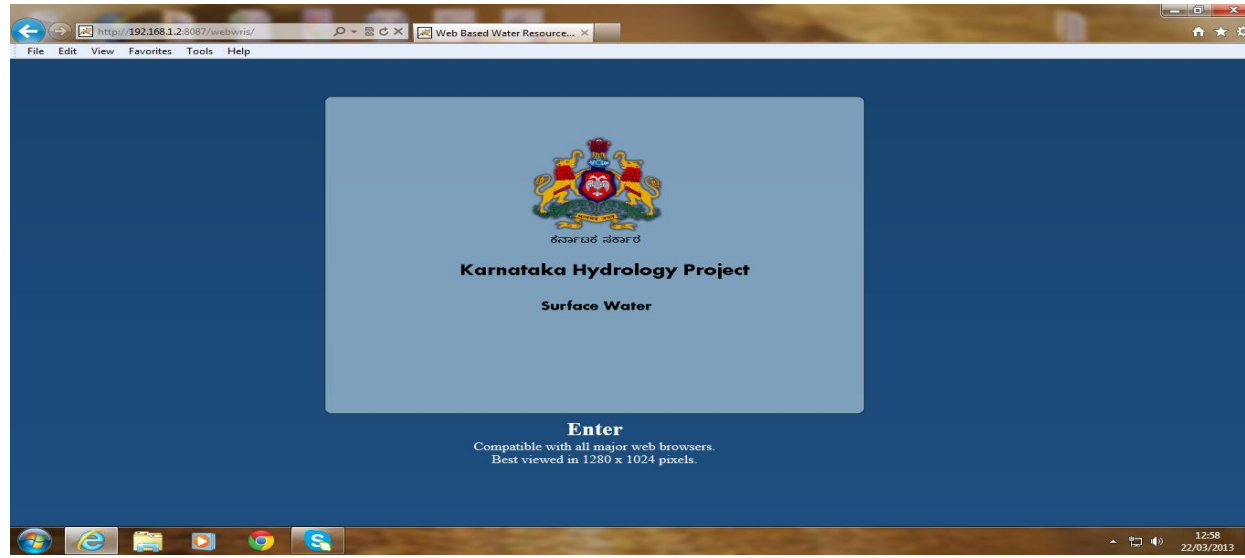 http://192.168.1.2:8087/webwris/
Web Based Water Resource...
File Edit View Favorites Tools Help
ಕರ್ನಾಟಕ ಸರ್ಕಾರ
Karnataka Hydrology Project
Surface Water
Enter
Compatible with all major web browsers.
Best viewed in 1280 x 1024 pixels.
12:58
22/03/2013